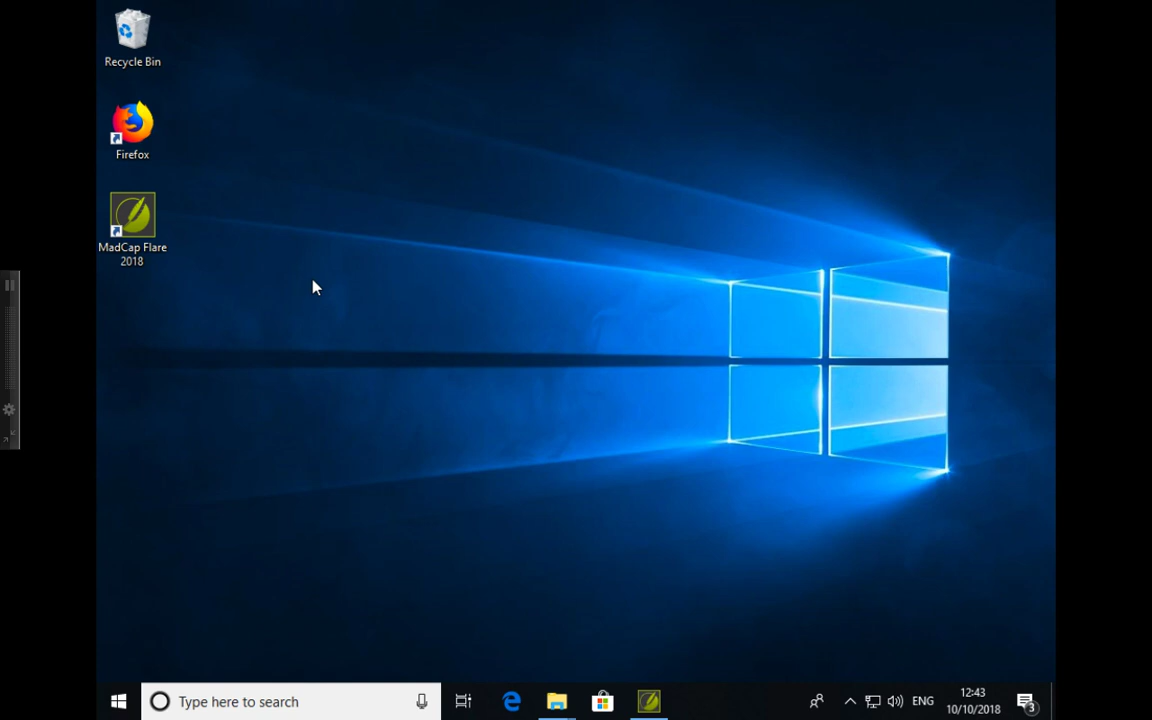 Recycle Bin
Firefox
MadCap Flare
2018
Type here to search
ENG
12:43
10/10/2018
3